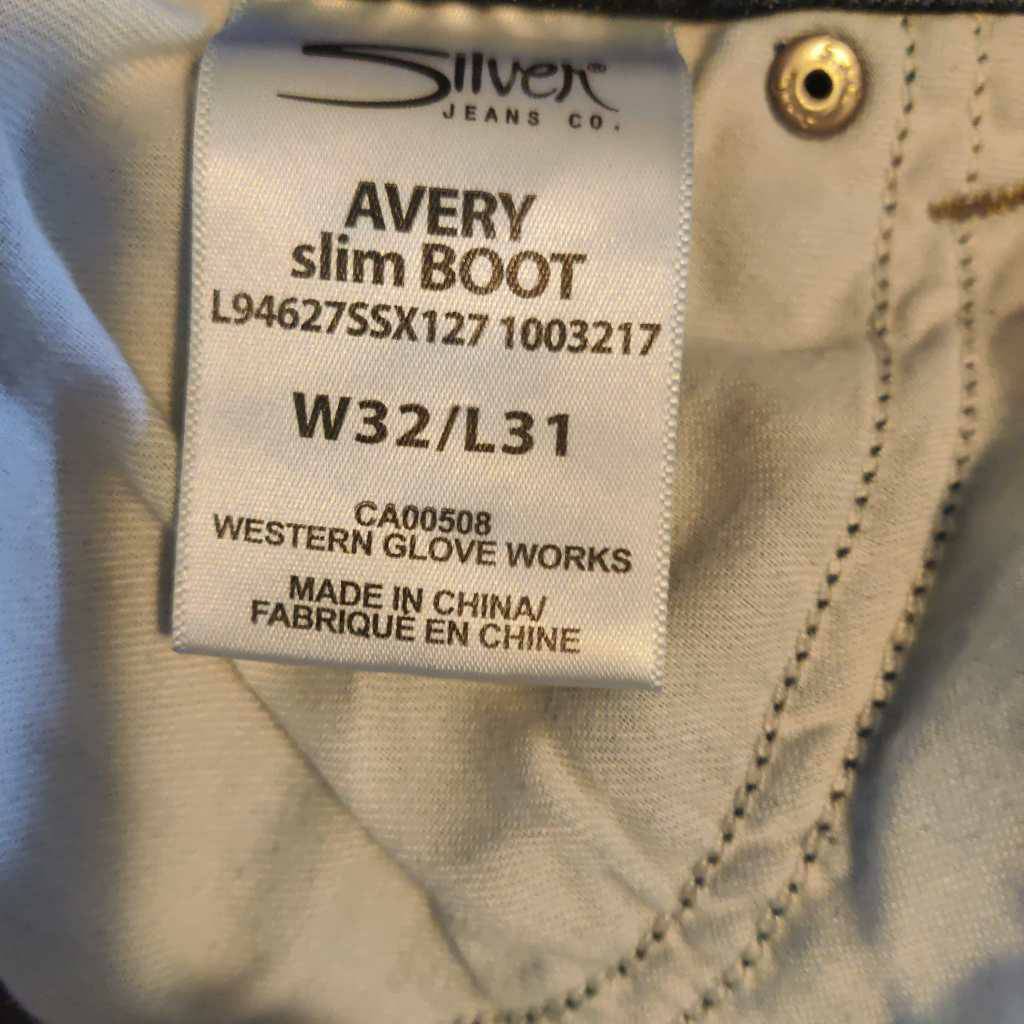 Silver™
JEANS CO.
AVERY
slim BOOT
L94627SSX127 1003217
W32/L31
CA00508
WESTERN GLOVE WORKS
MADE IN CHINA/
FABRIQUÉ EN CHINE